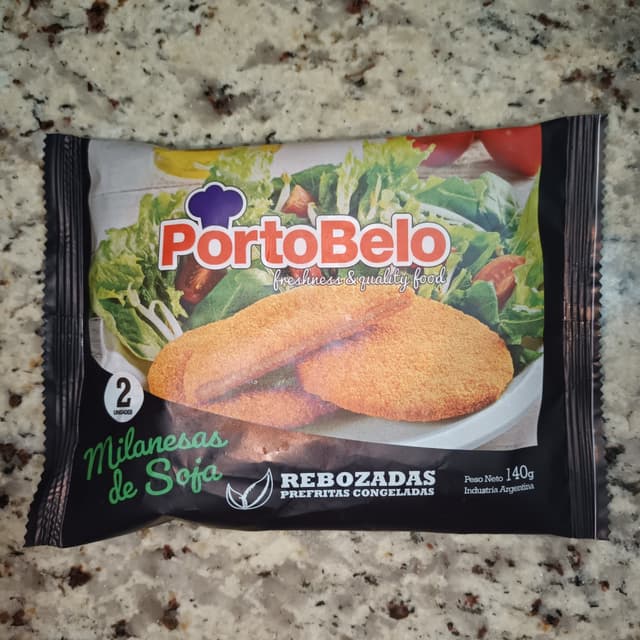 PortoBelo
freshness & quality food
2
UNIDADES
Milanesas
de Soja
REBOZADAS
PREFRITAS CONGELADAS
Peso Neto 140g
Industria Argentina